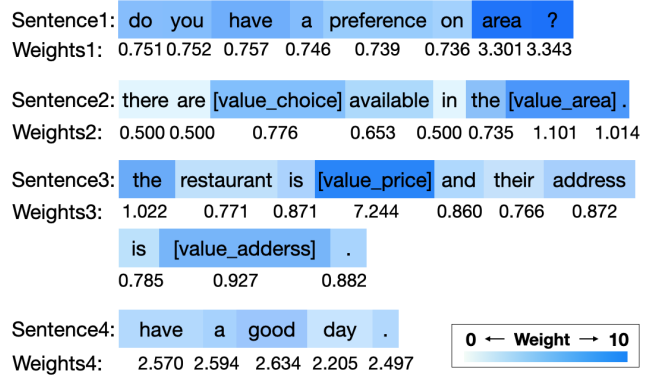 Sentence1: do you have a preference on area ?
Weights1: 0.751 0.752 0.757 0.746 0.739 0.736 3.301 3.343
Sentence2: there are [value_choice] available in the [value_area] .
Weights2: 0.500 0.500 0.776 0.653 0.500 0.735 1.101 1.014
Sentence3: the restaurant is [value_price] and their address
Weights3: 1.022 0.771 0.871 7.244 0.860 0.766 0.872
is [value_adderss] .
0.785 0.927 0.882
Sentence4: have a good day .
Weights4: 2.570 2.594 2.634 2.205 2.497
0 ← Weight → 10